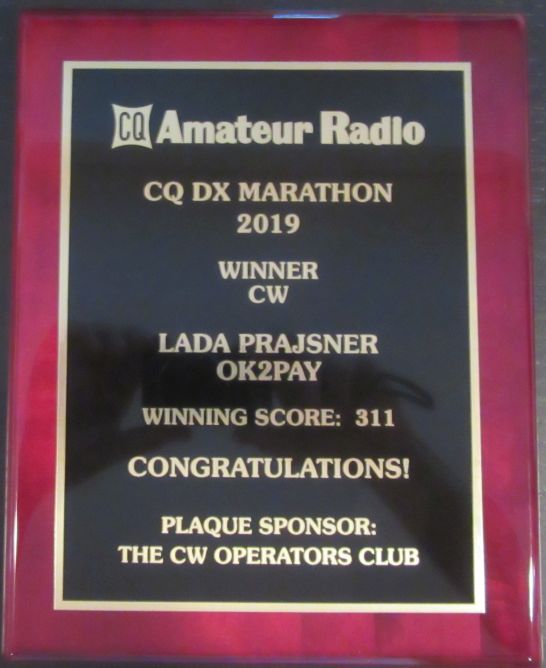 CQ Amateur Radio
CQ DX MARATHON
2019
WINNER
CW
LADA PRAJSNER
OK2PAY
WINNING SCORE: 311
CONGRATULATIONS!
PLAQUE SPONSOR:
THE CW OPERATORS CLUB